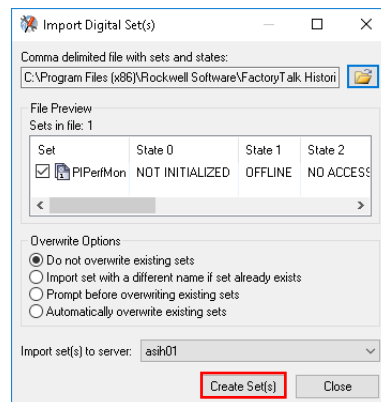 Import Digital Set(s)
Comma delimited file with sets and states:
C:\Program Files (x86)\Rockwell Software\FactoryTalk Histori
File Preview
Sets in file: 1
Set State 0 State 1 State 2
PIPerfMon NOT INITIALIZED OFFLINE NO ACCESS
Overwrite Options
Do not overwrite existing sets
Import set with a different name if set already exists
Prompt before overwriting existing sets
Automatically overwrite existing sets
Import set(s) to server: asih01
Create Set(s) Close